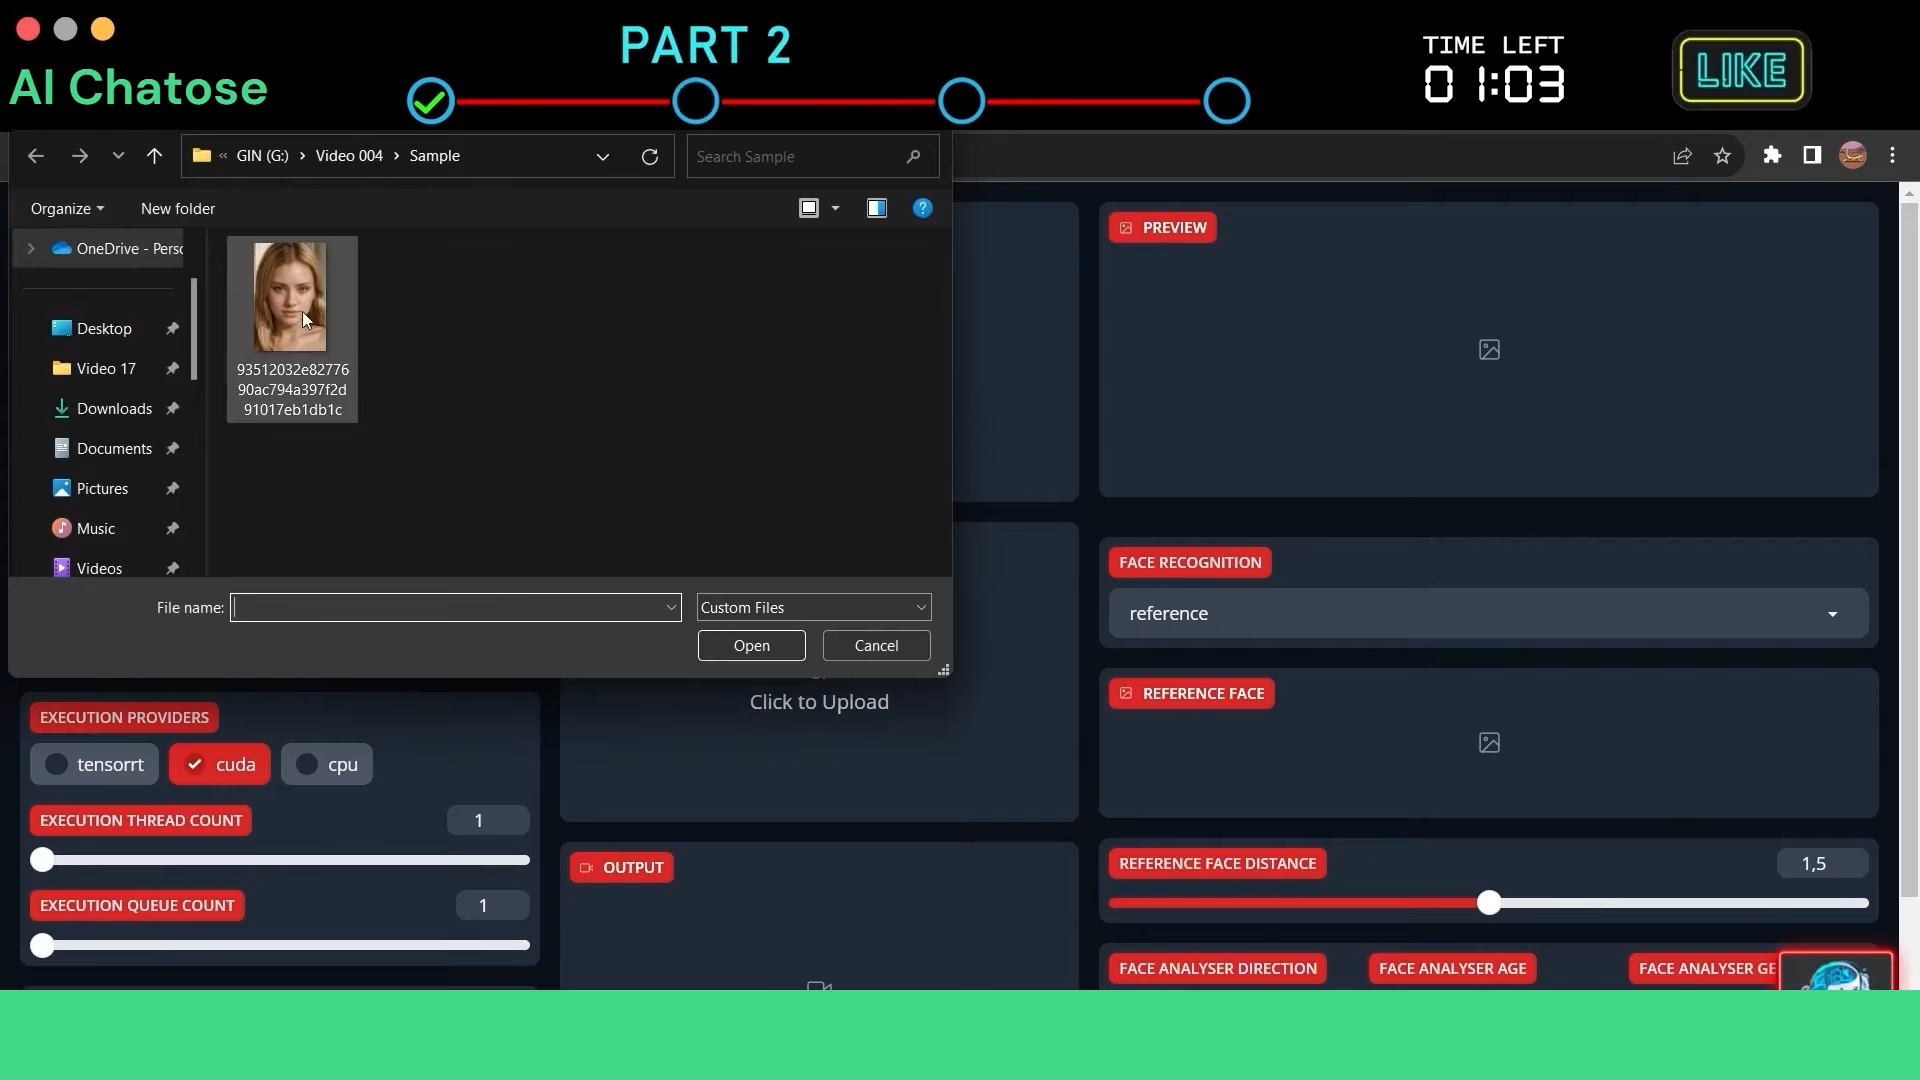 PART 2
TIME LEFT
01:03
LIKE
AI Chatose
« GIN (G:) › Video 004 › Sample
Search Sample
Organize
New folder
OneDrive - Perso
Desktop
Video 17
Downloads
Documents
Pictures
Music
Videos
93512032e82776
90ac794a397f2d
91017eb1db1c
File name:
Custom Files
Open
Cancel
Click to Upload
EXECUTION PROVIDERS
tensorrt
cuda
cpu
EXECUTION THREAD COUNT
1
EXECUTION QUEUE COUNT
1
OUTPUT
PREVIEW
FACE RECOGNITION
reference
REFERENCE FACE
REFERENCE FACE DISTANCE
1,5
FACE ANALYSER DIRECTION
FACE ANALYSER AGE
FACE ANALYSER GE